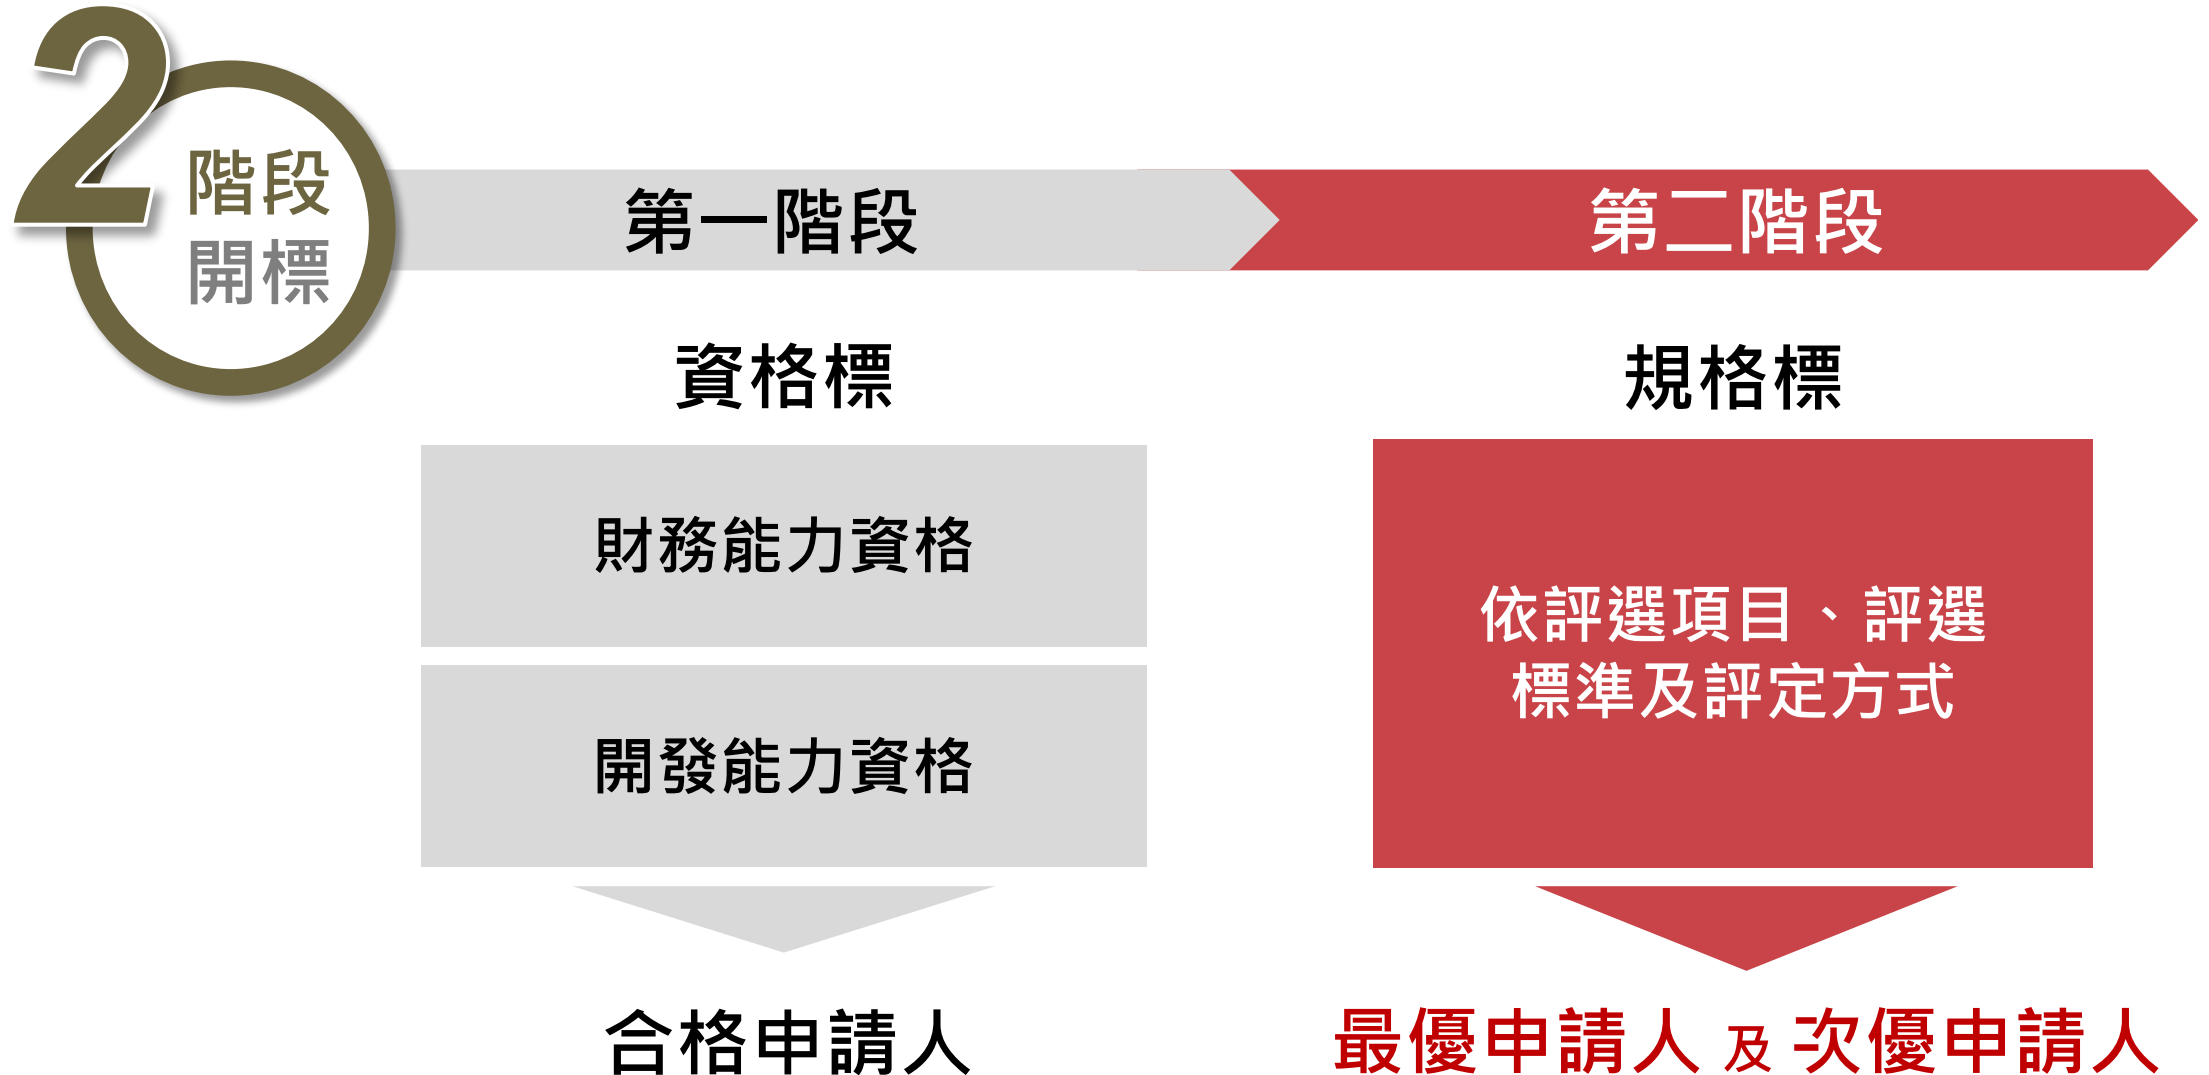 2
階段
開標
第一階段
第二階段
資格標
規格標
財務能力資格
開發能力資格
依評選項目、評選
標準及評定方式
合格申請人
最優申請人 及 次優申請人